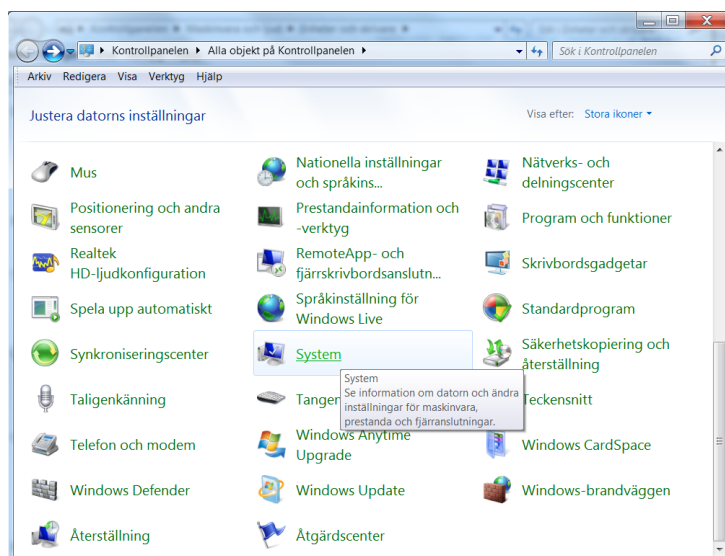 Kontrollpanelen Alla objekt på Kontrollpanelen
Sök i Kontrollpanelen
Arkiv Redigera Visa Verktyg Hjälp
Justera datorns inställningar
Visa efter: Stora ikoner
Mus
Nationella inställningar
och språkins...
Nätverks- och
delningscenter
Positionering och andra
sensorer
Prestandainformation och
-verktyg
Program och funktioner
Realtek
HD-ljudkonfiguration
RemoteApp- och
fjärrskrivbordsanslutn...
Skrivbordsgadgetar
Spela upp automatiskt
Språkinställning för
Windows Live
Standardprogram
Synkroniseringscenter
System
Säkerhetskopiering och
återställning
System
Se information om datorn och ändra
inställningar för maskinvara,
prestanda och fjärranslutningar.
Taligenkänning
Teckensnitt
Telefon och modem
Windows Anytime
Upgrade
Windows CardSpace
Windows Defender
Windows Update
Windows-brandväggen
Återställning
Åtgärdscenter